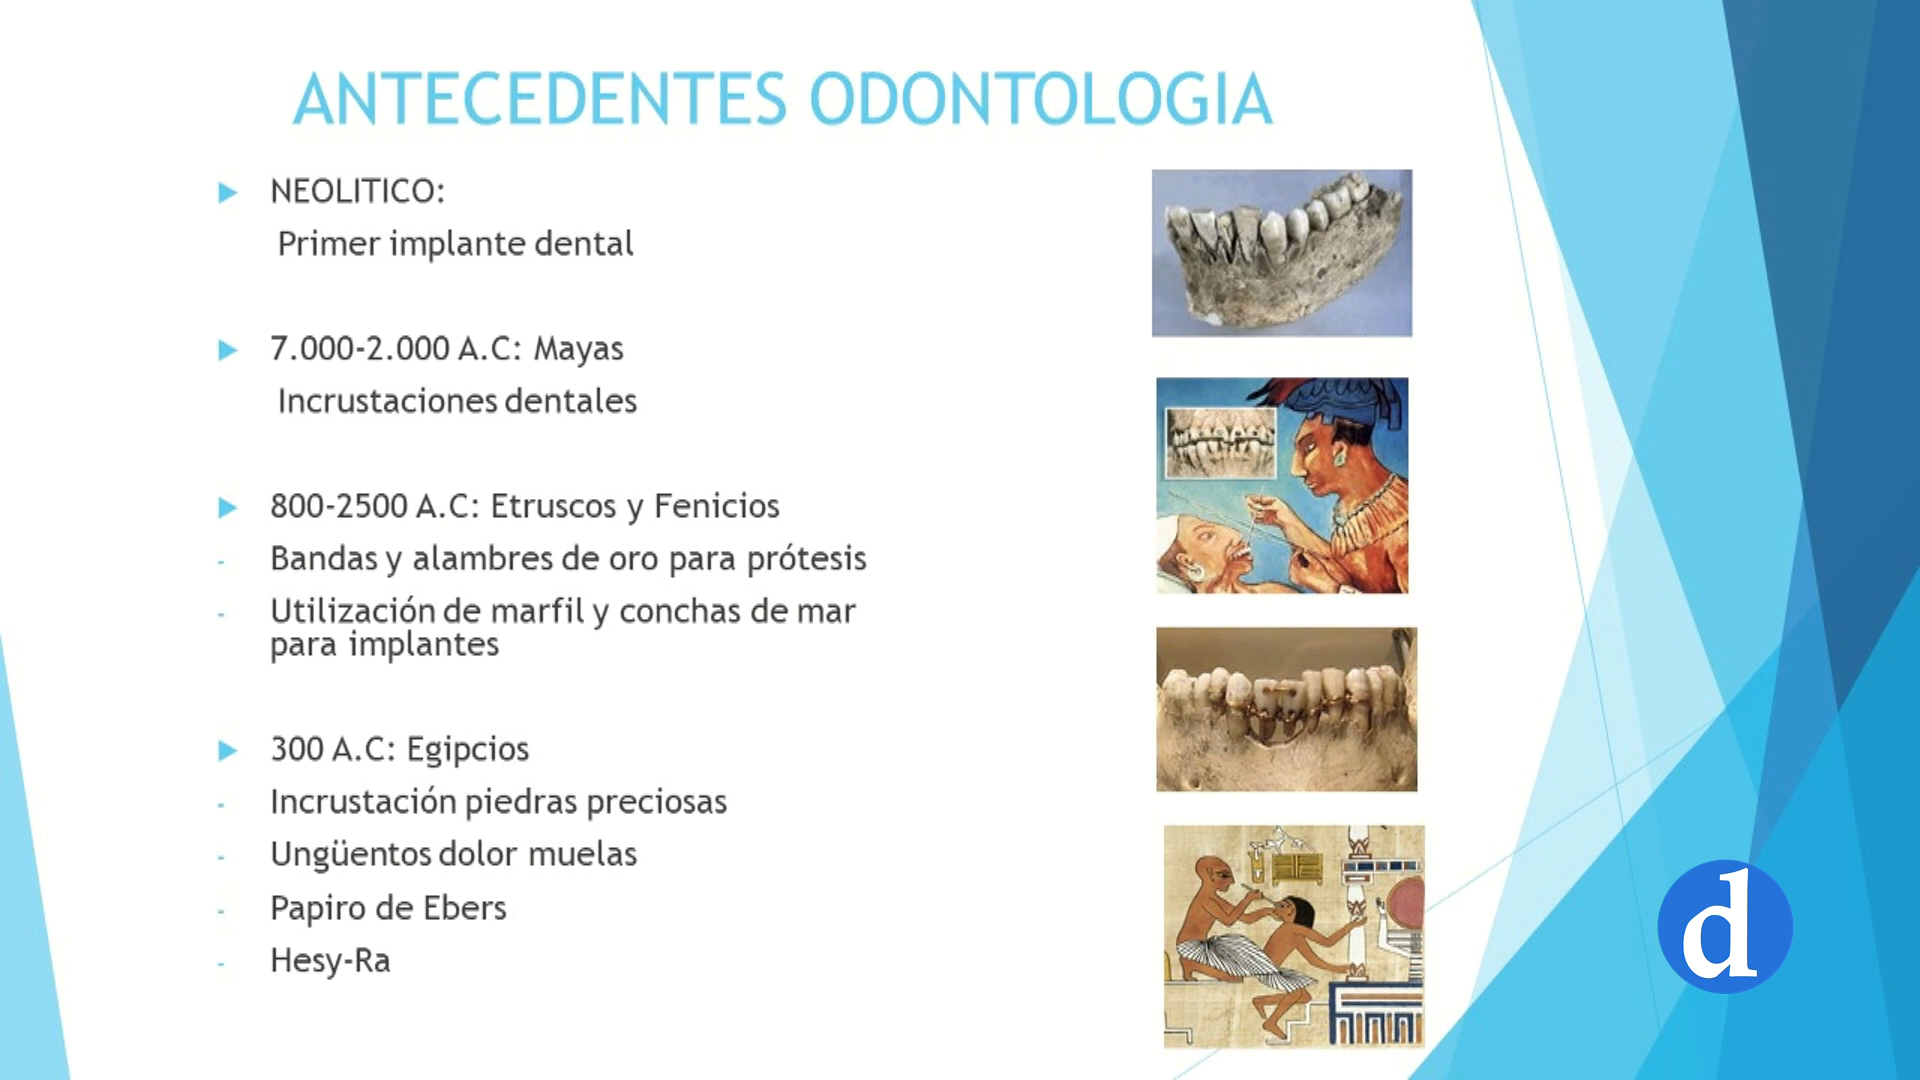 ANTECEDENTES ODONTOLOGIA
NEOLITICO:
Primer implante dental
7.000-2.000 A.C: Mayas
Incrustaciones dentales
800-2500 A.C: Etruscos y Fenicios
- Bandas y alambres de oro para prótesis
- Utilización de marfil y conchas de mar
para implantes
300 A.C: Egipcios
- Incrustación piedras preciosas
- Ungüentos dolor muelas
- Papiro de Ebers
- Hesy-Ra
d